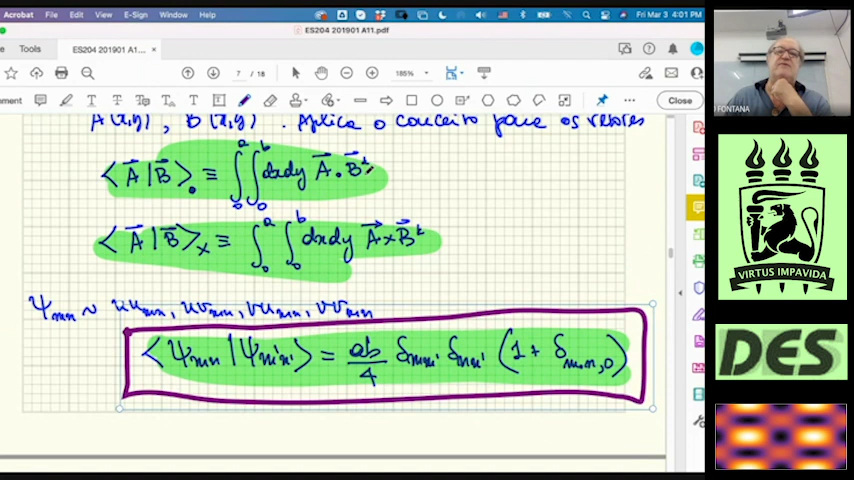 Acrobat File Edit View Sign Window Help
Fri Mar 3 4:01 PM
ES204 201901 A11.pdf
Tools ES204 201901 A1... ×
7 / 18 185%
mment Close
A(x,y), B(x,y). Aplica o conceito para os vetores
⟨A⃗|B⃗⟩. ≡ ∫₀ᵃ∫₀ᵇ dxdy A⃗·B⃗*
⟨A⃗|B⃗⟩ₓ ≡ ∫₀ᵃ ∫₀ᵇ dxdy A⃗×B⃗*
Ψmn ~ uumn, uvmn, vumn, vvmn
⟨Ψmn|Ψm'n'⟩ = ab/4 δmm' δnn' (1 + δm.n,0)
FONTANA
VIRTUS IMPAVIDA
DES